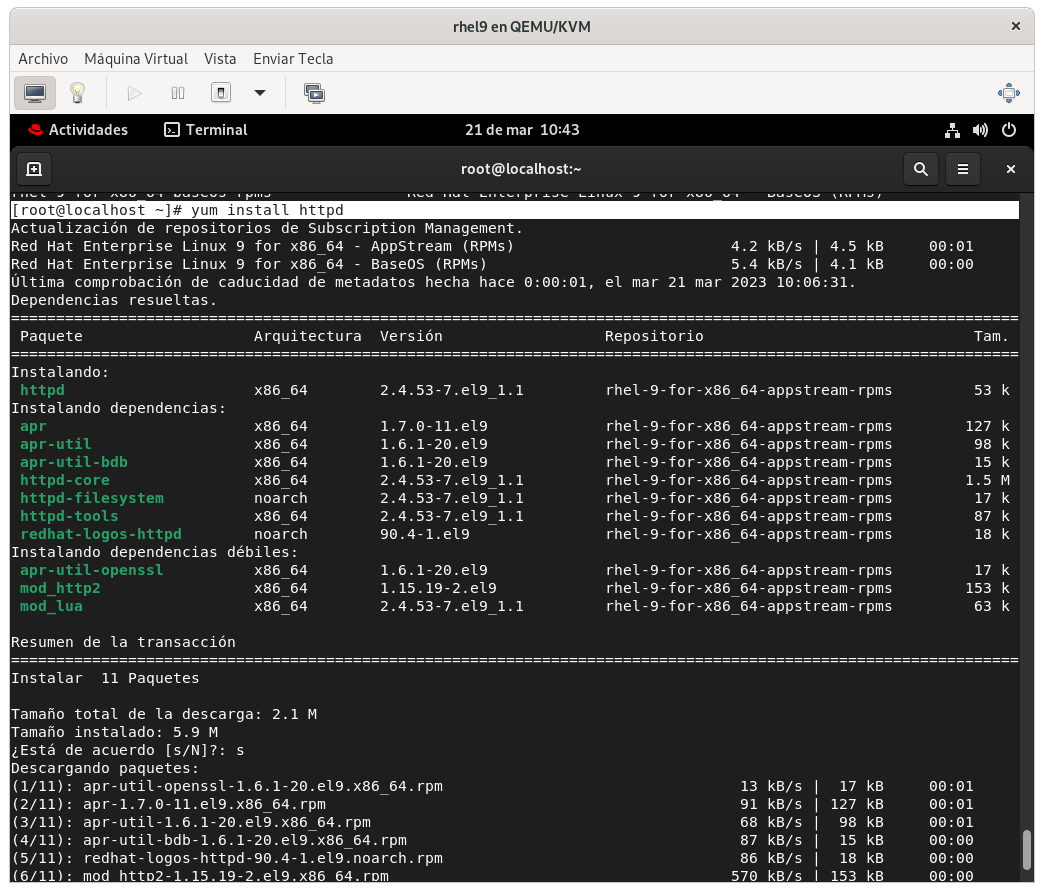 rhel9 en QEMU/KVM
Archivo Máquina Virtual Vista Enviar Tecla
Actividades Terminal 21 de mar 10:43
root@localhost:~
rhel-9-for-x86_64-baseos-rpms Red Hat Enterprise Linux 9 for x86_64 - BaseOS (RPMs)
[root@localhost ~]# yum install httpd
Actualización de repositorios de Subscription Management.
Red Hat Enterprise Linux 9 for x86_64 - AppStream (RPMs) 4.2 kB/s | 4.5 kB 00:01
Red Hat Enterprise Linux 9 for x86_64 - BaseOS (RPMs) 5.4 kB/s | 4.1 kB 00:00
Última comprobación de caducidad de metadatos hecha hace 0:00:01, el mar 21 mar 2023 10:06:31.
Dependencias resueltas.
================================================================================================================
Paquete Arquitectura Versión Repositorio Tam.
================================================================================================================
Instalando:
httpd x86_64 2.4.53-7.el9_1.1 rhel-9-for-x86_64-appstream-rpms 53 k
Instalando dependencias:
apr x86_64 1.7.0-11.el9 rhel-9-for-x86_64-appstream-rpms 127 k
apr-util x86_64 1.6.1-20.el9 rhel-9-for-x86_64-appstream-rpms 98 k
apr-util-bdb x86_64 1.6.1-20.el9 rhel-9-for-x86_64-appstream-rpms 15 k
httpd-core x86_64 2.4.53-7.el9_1.1 rhel-9-for-x86_64-appstream-rpms 1.5 M
httpd-filesystem noarch 2.4.53-7.el9_1.1 rhel-9-for-x86_64-appstream-rpms 17 k
httpd-tools x86_64 2.4.53-7.el9_1.1 rhel-9-for-x86_64-appstream-rpms 87 k
redhat-logos-httpd noarch 90.4-1.el9 rhel-9-for-x86_64-appstream-rpms 18 k
Instalando dependencias débiles:
apr-util-openssl x86_64 1.6.1-20.el9 rhel-9-for-x86_64-appstream-rpms 17 k
mod_http2 x86_64 1.15.19-2.el9 rhel-9-for-x86_64-appstream-rpms 153 k
mod_lua x86_64 2.4.53-7.el9_1.1 rhel-9-for-x86_64-appstream-rpms 63 k
Resumen de la transacción
================================================================================================================
Instalar 11 Paquetes
Tamaño total de la descarga: 2.1 M
Tamaño instalado: 5.9 M
¿Está de acuerdo [s/N]?: s
Descargando paquetes:
(1/11): apr-util-openssl-1.6.1-20.el9.x86_64.rpm 13 kB/s | 17 kB 00:01
(2/11): apr-1.7.0-11.el9.x86_64.rpm 91 kB/s | 127 kB 00:01
(3/11): apr-util-1.6.1-20.el9.x86_64.rpm 68 kB/s | 98 kB 00:01
(4/11): apr-util-bdb-1.6.1-20.el9.x86_64.rpm 87 kB/s | 15 kB 00:00
(5/11): redhat-logos-httpd-90.4-1.el9.noarch.rpm 86 kB/s | 18 kB 00:00
(6/11): mod_http2-1.15.19-2.el9.x86_64.rpm 570 kB/s | 153 kB 00:00